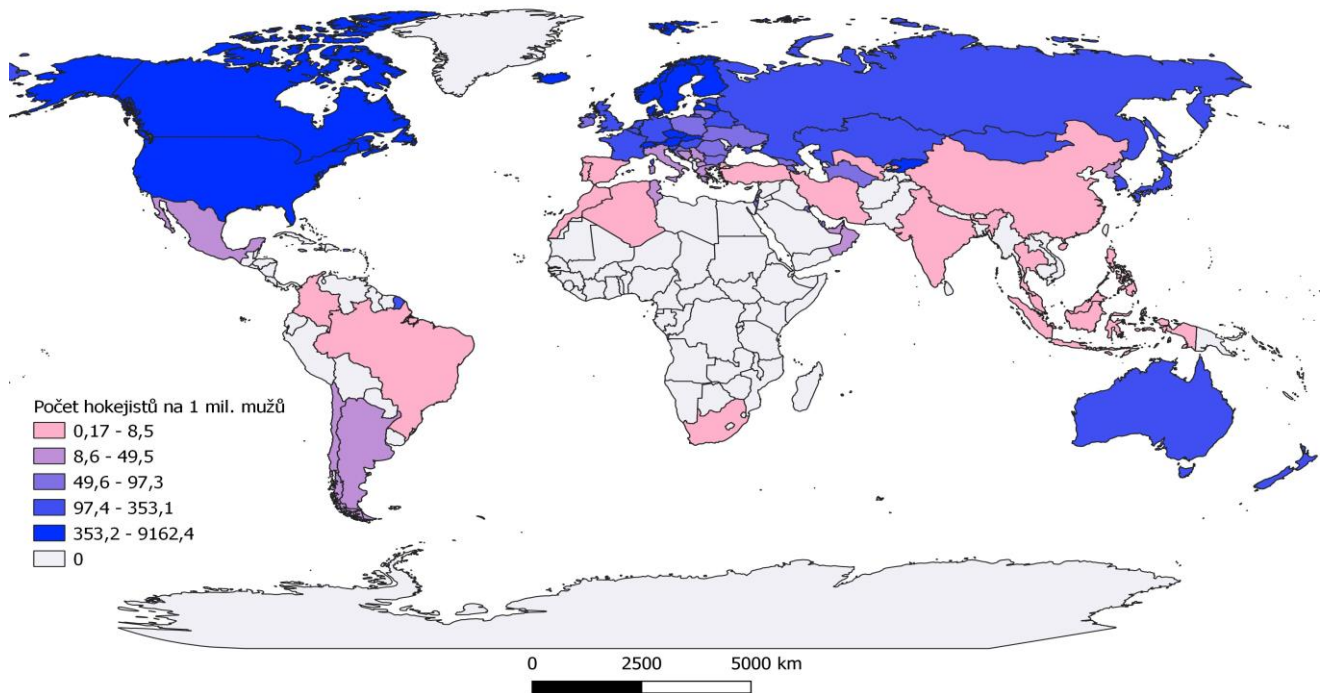 Počet hokejistů na 1 mil. mužů
0,17 - 8,5
8,6 - 49,5
49,6 - 97,3
97,4 - 353,1
353,2 - 9162,4
0
0 2500 5000 km